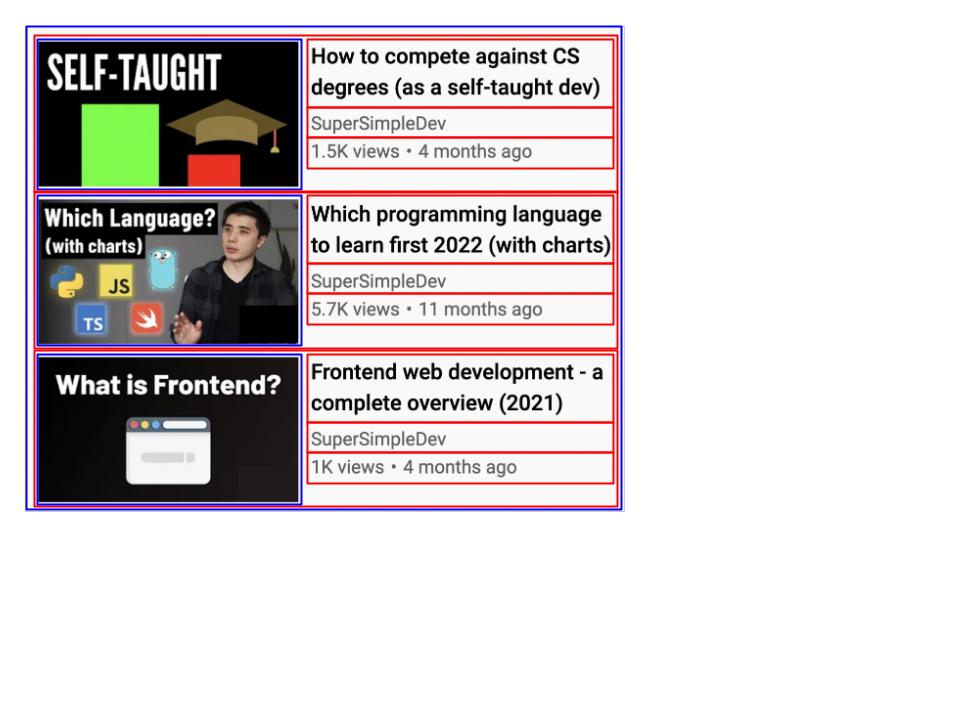 SELF-TAUGHT
How to compete against CS
degrees (as a self-taught dev)
SuperSimpleDev
1.5K views • 4 months ago
Which Language?
(with charts)
JS
TS
Which programming language
to learn first 2022 (with charts)
SuperSimpleDev
5.7K views • 11 months ago
What is Frontend?
Frontend web development - a
complete overview (2021)
SuperSimpleDev
1K views • 4 months ago